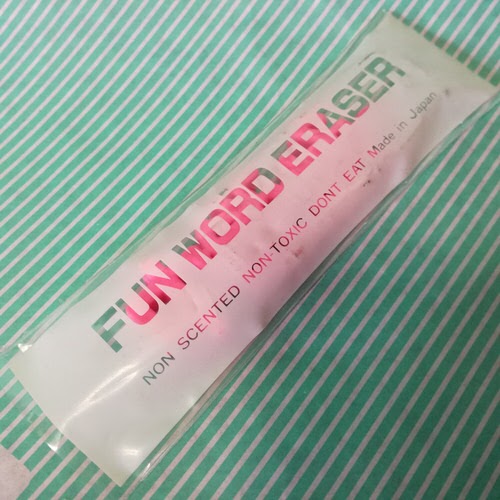 FUN WORD ERASER
NON SCENTED NON-TOXIC DONT EAT Made in Japan